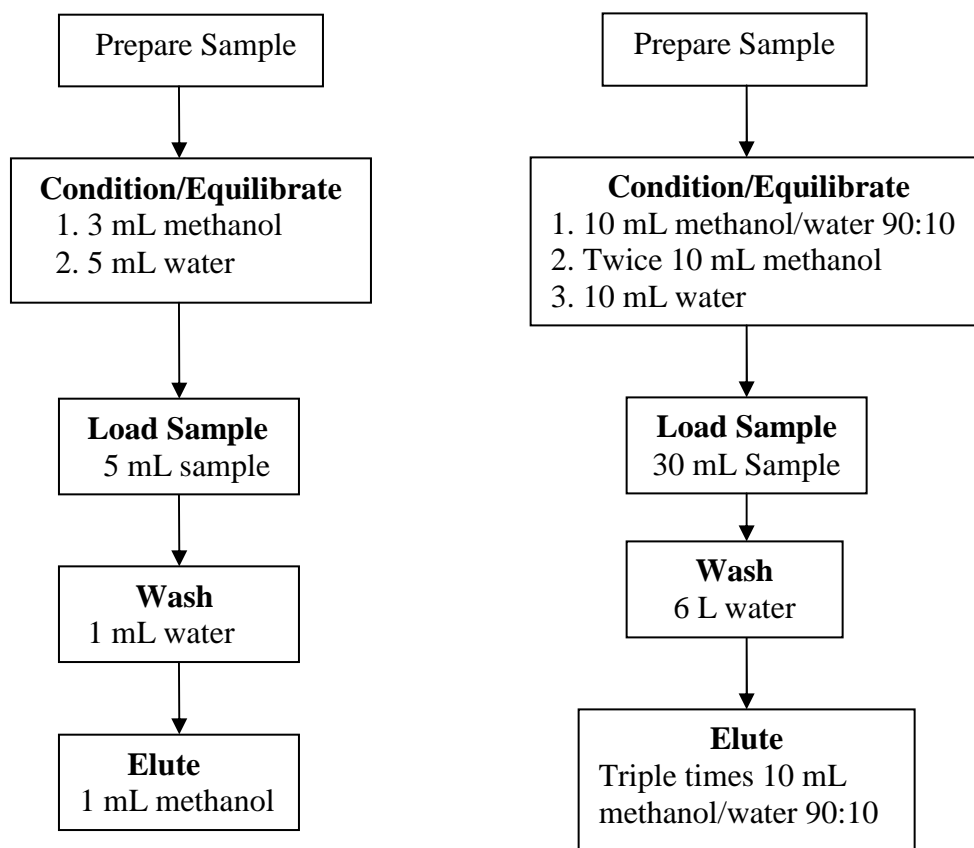 Prepare Sample
Condition/Equilibrate
1. 3 mL methanol
2. 5 mL water
Load Sample
5 mL sample
Wash
1 mL water
Elute
1 mL methanol
Prepare Sample
Condition/Equilibrate
1. 10 mL methanol/water 90:10
2. Twice 10 mL methanol
3. 10 mL water
Load Sample
30 mL Sample
Wash
6 L water
Elute
Triple times 10 mL
methanol/water 90:10